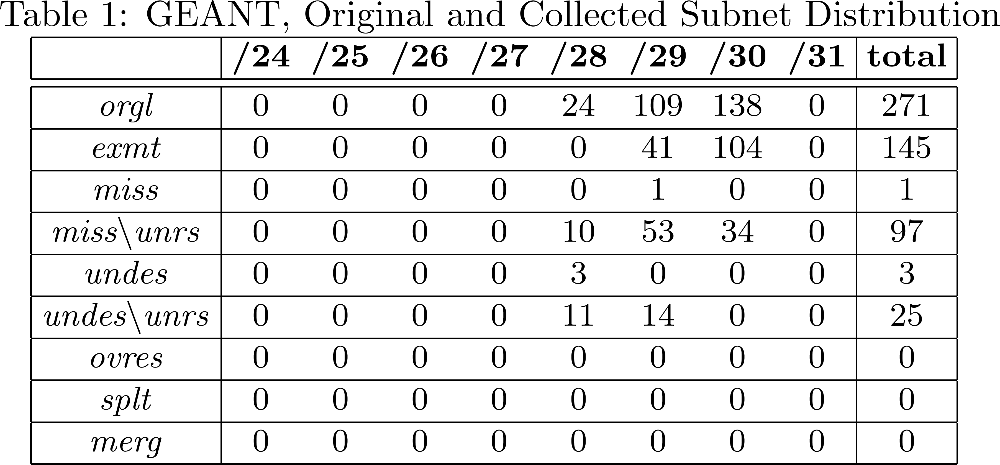 Table 1: GEANT, Original and Collected Subnet Distribution
/24 /25 /26 /27 /28 /29 /30 /31 total
orgl 0 0 0 0 24 109 138 0 271
exmt 0 0 0 0 0 41 104 0 145
miss 0 0 0 0 0 1 0 0 1
miss\unrs 0 0 0 0 10 53 34 0 97
undes 0 0 0 0 3 0 0 0 3
undes\unrs 0 0 0 0 11 14 0 0 25
ovres 0 0 0 0 0 0 0 0 0
splt 0 0 0 0 0 0 0 0 0
merg 0 0 0 0 0 0 0 0 0